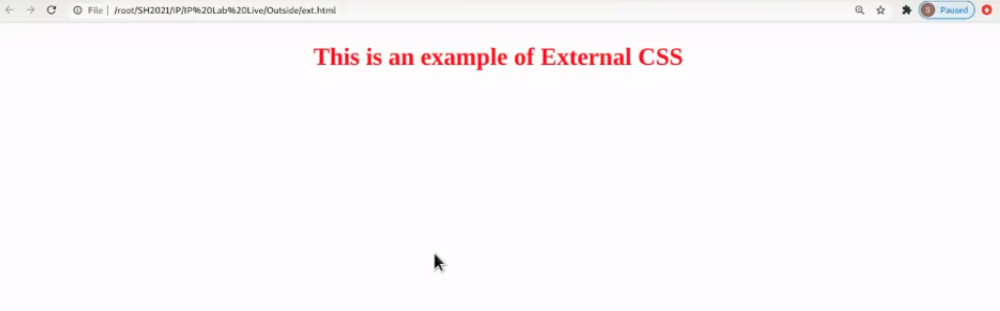 File | /root/SH2021/IP/IP%20Lab%20Live/Outside/ext.html
S Paused
This is an example of External CSS